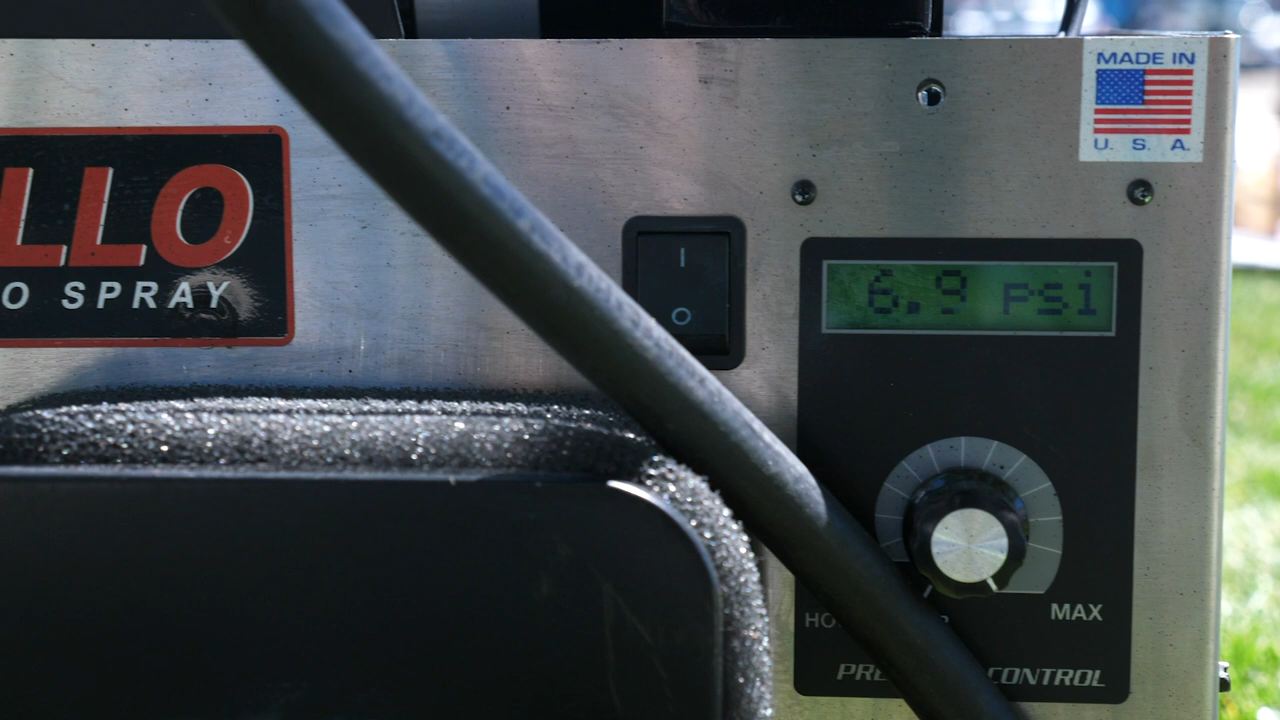 MADE IN
U. S. A.
LLO
O SPRAY
6.9 psi
MAX
CONTROL